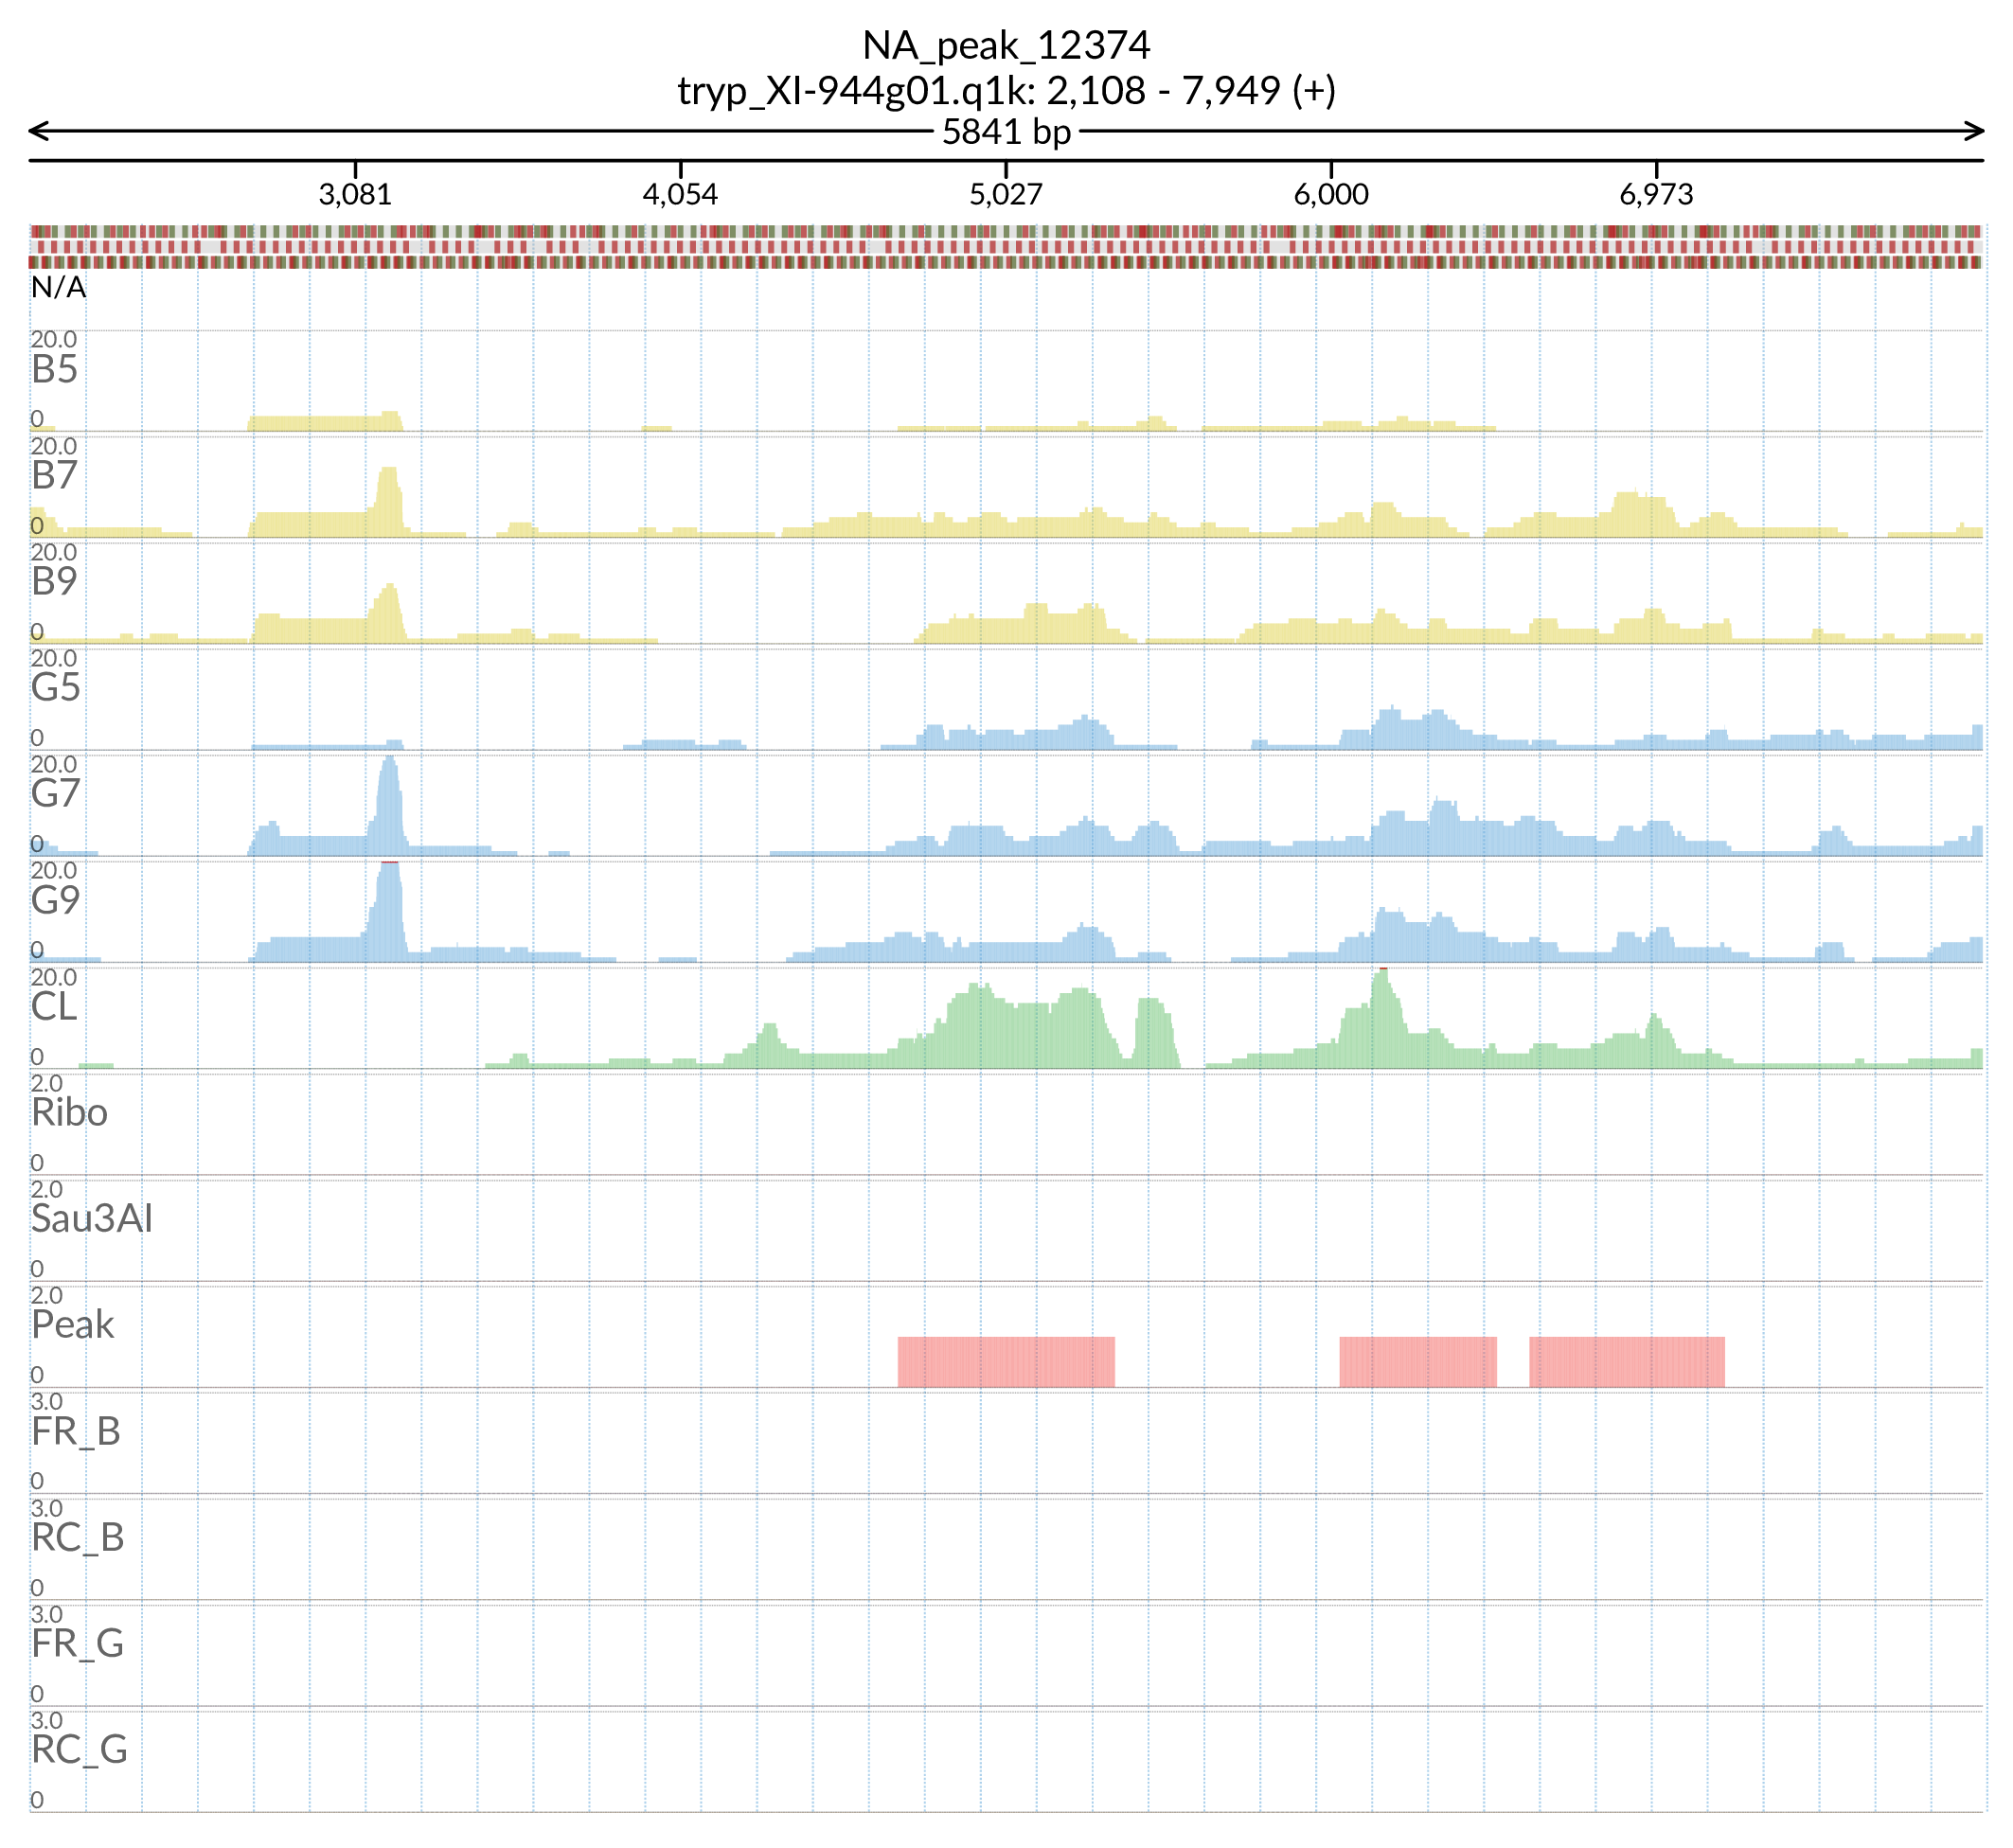 NA_peak_12374
tryp_XI-944g01.q1k: 2,108 - 7,949 (+)
5841 bp
3,081 4,054 5,027 6,000 6,973
N/A
20.0
B5
0
20.0
B7
0
20.0
B9
0
20.0
G5
0
20.0
G7
0
20.0
G9
0
20.0
CL
0
2.0
Ribo
0
2.0
Sau3AI
0
2.0
Peak
0
3.0
FR_B
0
3.0
RC_B
0
3.0
FR_G
0
3.0
RC_G
0